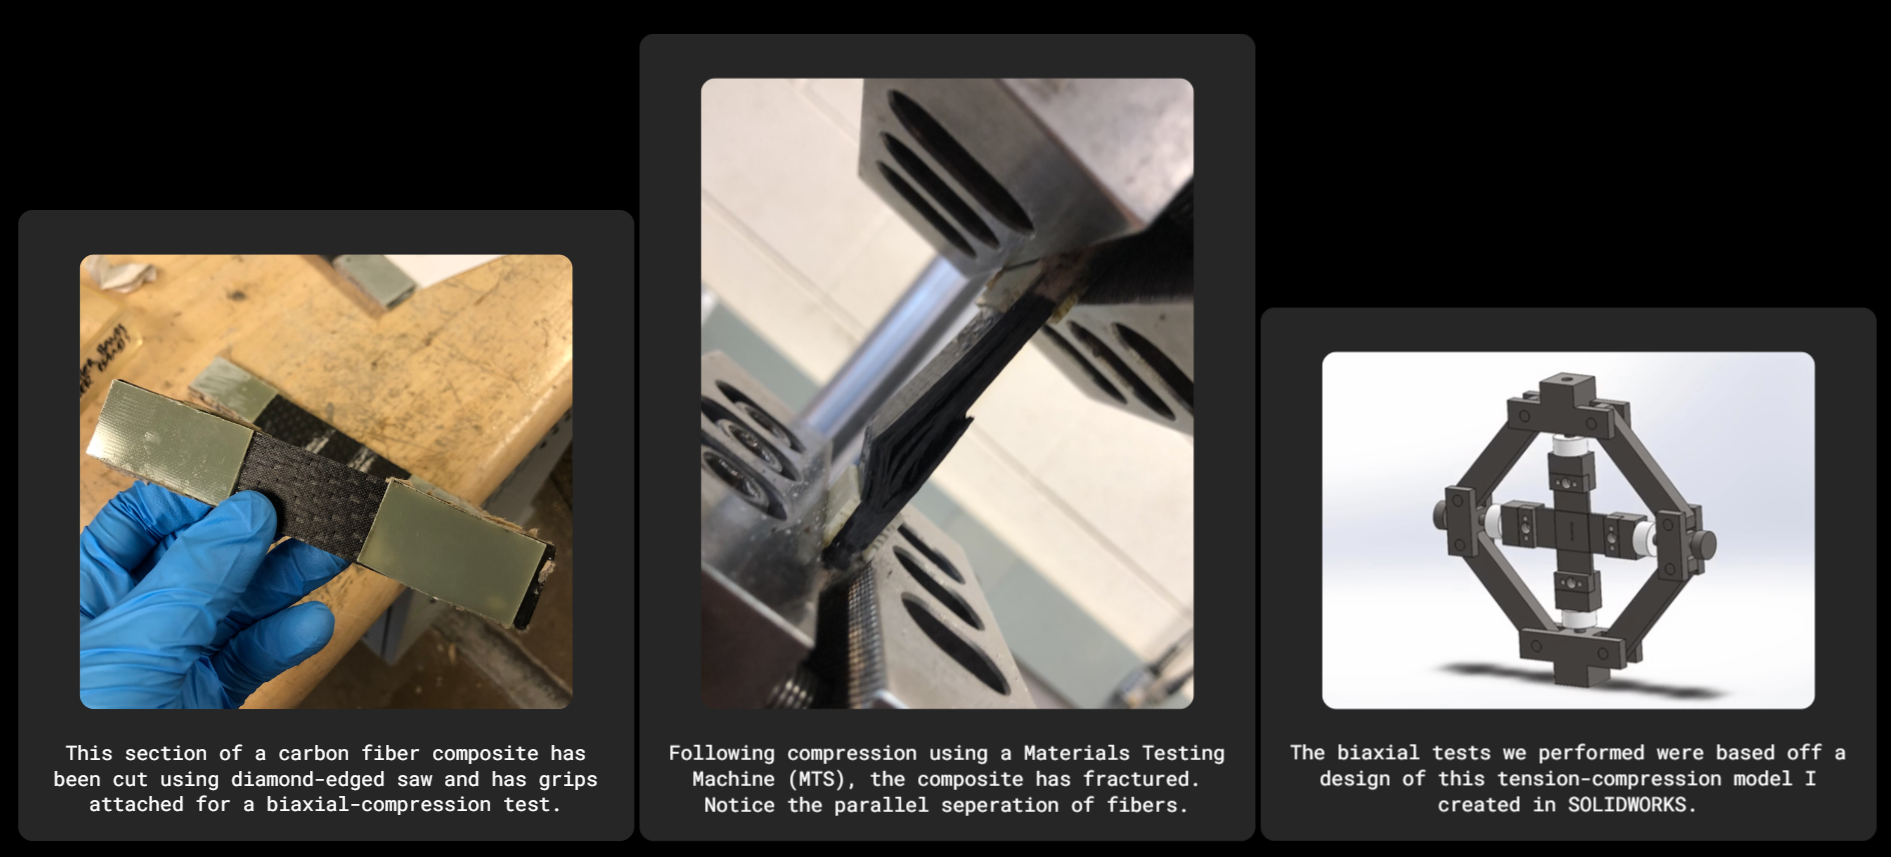 This section of a carbon fiber composite has
been cut using diamond-edged saw and has grips
attached for a biaxial-compression test.
Following compression using a Materials Testing
Machine (MTS), the composite has fractured.
Notice the parallel seperation of fibers.
The biaxial tests we performed were based off a
design of this tension-compression model I
created in SOLIDWORKS.